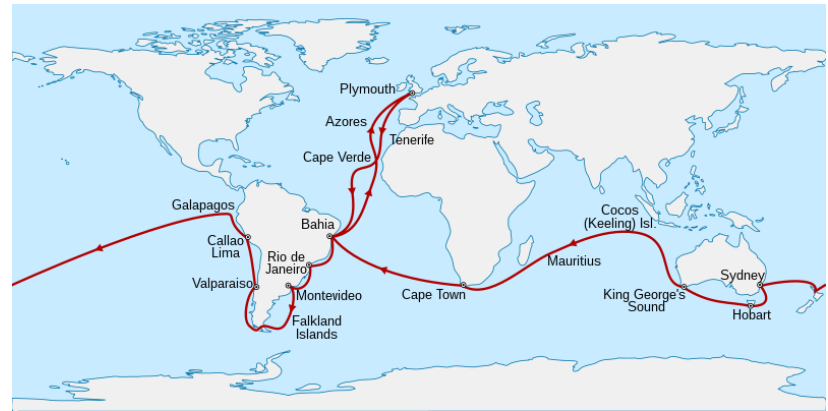 Plymouth
Azores
Tenerife
Cape Verde
Galapagos
Cocos
(Keeling) Isl.
Bahia
Callao
Lima
Rio de
Janeiro
Mauritius
Sydney
Valparaiso
Montevideo
Cape Town
King George's
Sound
Hobart
Falkland
Islands